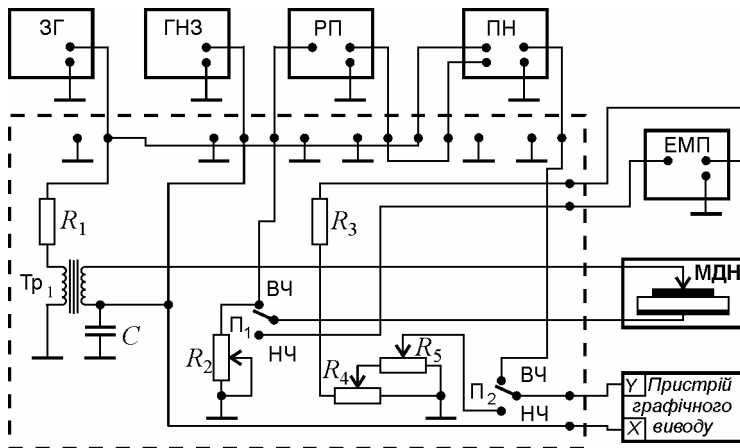 ЗГ
ГНЗ
РП
ПН
ЕМП
R1
R3
Тр1
МДН
ВЧ
C
П1
R2
НЧ
R5
R4
П2
ВЧ
НЧ
Y Пристрій
графічного
X виводу